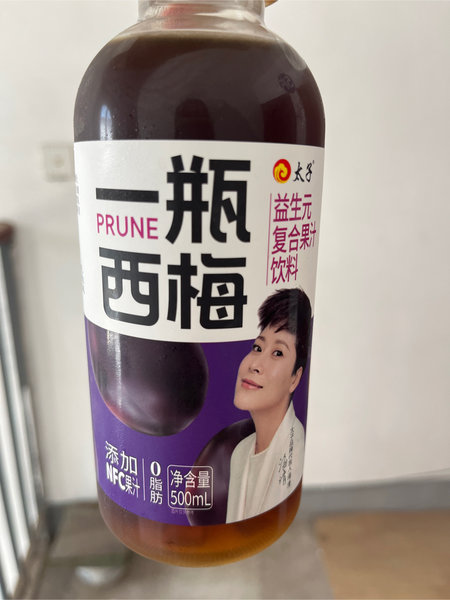 太子
一瓶
PRUNE
西梅
益生元
复合果汁
饮料
添加
NFC果汁
0
脂肪
净含量
500mL